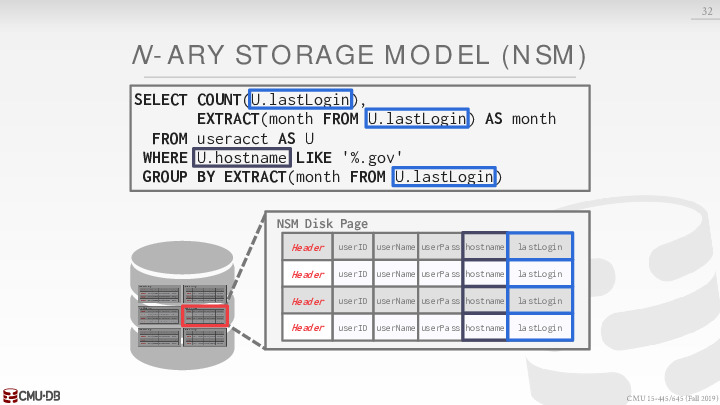 32
N-ARY STORAGE MODEL (NSM)
SELECT COUNT(U.lastLogin),
EXTRACT(month FROM U.lastLogin) AS month
FROM useracct AS U
WHERE U.hostname LIKE '%.gov'
GROUP BY EXTRACT(month FROM U.lastLogin)
NSM Disk Page
Header userID userName userPass hostname lastLogin
Header userID userName userPass hostname lastLogin
Header userID userName userPass hostname lastLogin
Header userID userName userPass hostname lastLogin
CMU·DB
CMU 15-445/645 (Fall 2019)